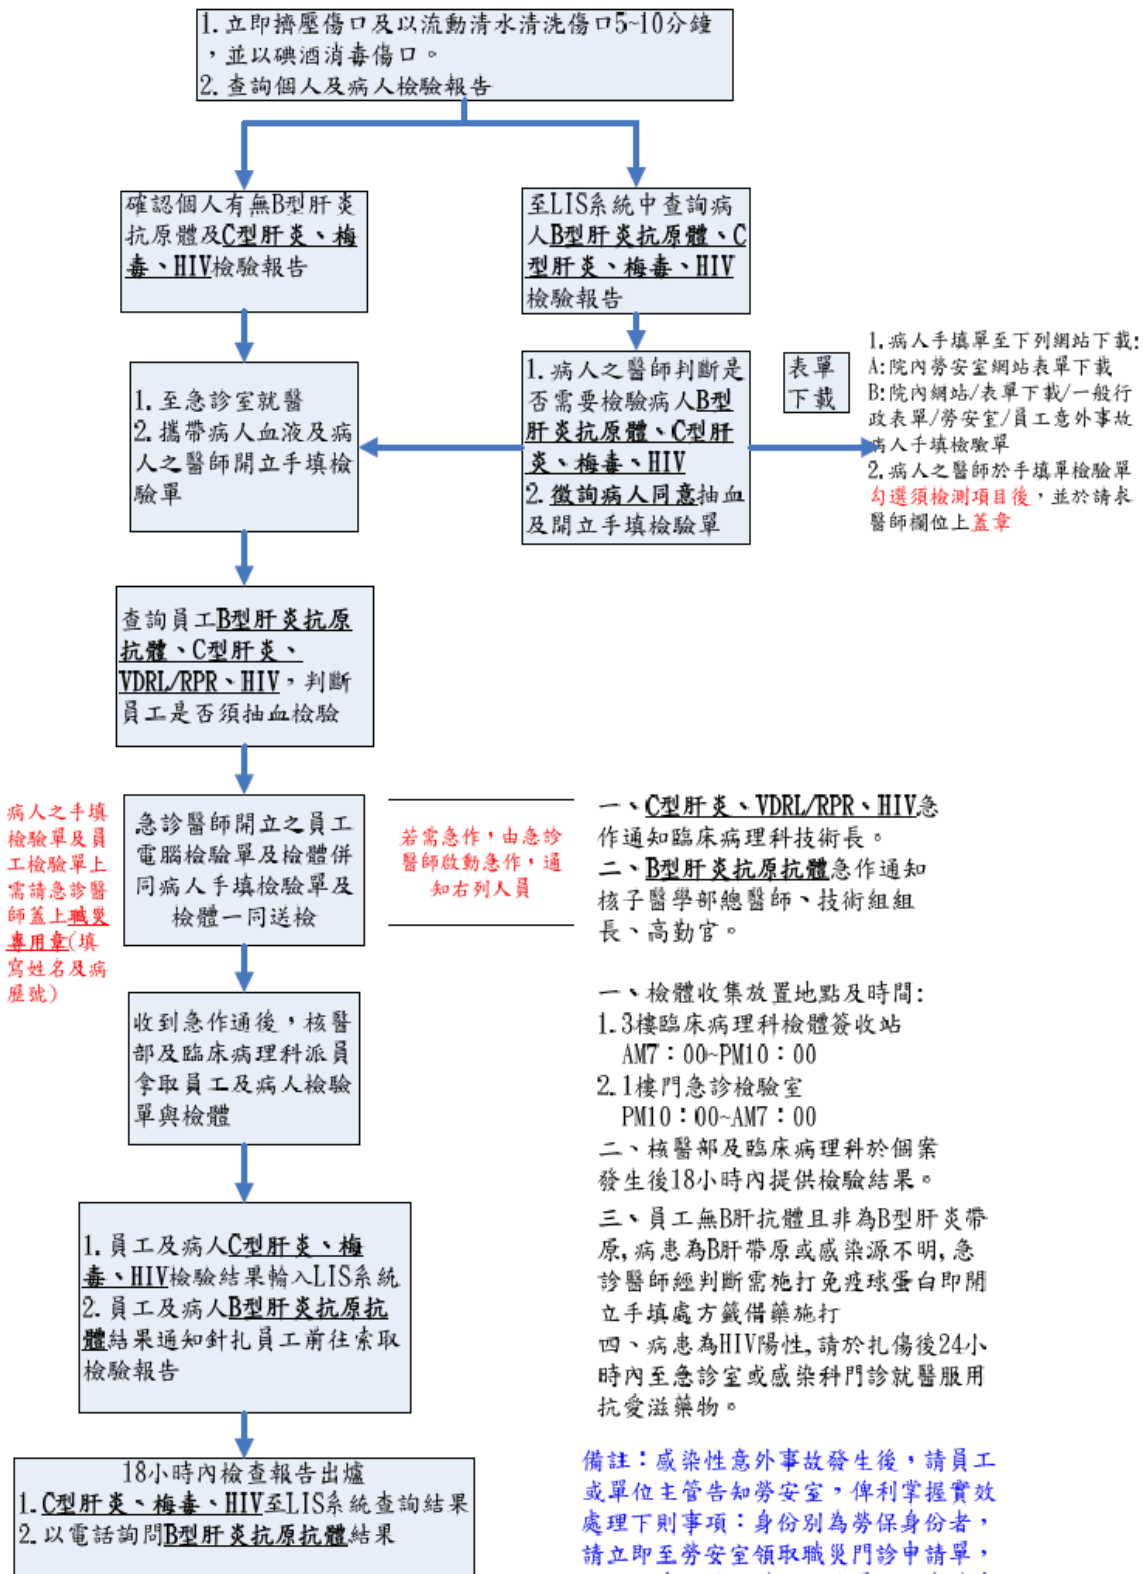 1.立即擠壓傷口及以流動清水清洗傷口5~10分鐘
，並以碘酒消毒傷口。
2.查詢個人及病人檢驗報告
確認個人有無B型肝炎
抗原體及C型肝炎、梅
毒、HIV檢驗報告
至LIS系統中查詢病
人B型肝炎抗原體、C
型肝炎、梅毒、HIV
檢驗報告
1.至急診室就醫
2.攜帶病人血液及病
人之醫師開立手填檢
驗單
1.病人之醫師判斷是
否需要檢驗病人B型
肝炎抗原體、C型肝
炎、梅毒、HIV
2.徵詢病人同意抽血
及開立手填檢驗單
表單
下載
1.病人手填單至下列網站下載:
A:院內勞安室網站表單下載
B:院內網站/表單下載/一般行
政表單/勞安室/員工意外事故
病人手填檢驗單
2.病人之醫師於手填單檢驗單
勾選須檢測項目後，並於請求
醫師欄位上蓋章
查詢員工B型肝炎抗原
抗體、C型肝炎、
VDRL/RPR、HIV，判斷
員工是否須抽血檢驗
病人之手填
檢驗單及員
工檢驗單上
需請急診醫
師蓋上職災
專用章(填
寫姓名及病
歷號)
急診醫師開立之員工
電腦檢驗單及檢體併
同病人手填檢驗單及
檢體一同送檢
若需急作，由急診
醫師啟動急作，通
知右列人員
一、C型肝炎、VDRL/RPR、HIV急
作通知臨床病理科技術長。
二、B型肝炎抗原抗體急作通知
核子醫學部總醫師、技術組組
長、高勤官。
收到急作通後，核醫
部及臨床病理科派員
拿取員工及病人檢驗
單與檢體
一、檢體收集放置地點及時間:
1.3樓臨床病理科檢體簽收站
AM7：00~PM10：00
2.1樓門急診檢驗室
PM10：00~AM7：00
二、核醫部及臨床病理科於個案
發生後18小時內提供檢驗結果。
三、員工無B肝抗體且非為B型肝炎帶
原,病患為B肝帶原或感染源不明,急
診醫師經判斷需施打免疫球蛋白即開
立手填處方籤借藥施打
四、病患為HIV陽性,請於扎傷後24小
時內至急診室或感染科門診就醫服用
抗愛滋藥物。
1.員工及病人C型肝炎、梅
毒、HIV檢驗結果輸入LIS系統
2.員工及病人B型肝炎抗原抗
體結果通知針扎員工前往索取
檢驗報告
18小時內檢查報告出爐
1.C型肝炎、梅毒、HIV至LIS系統查詢結果
2.以電話詢問B型肝炎抗原抗體結果
備註：感染性意外事故發生後，請員工
或單位主管告知勞安室，俾利掌握實效
處理下則事項：身份別為勞保身份者，
請立即至勞安室領取職災門診申請單，